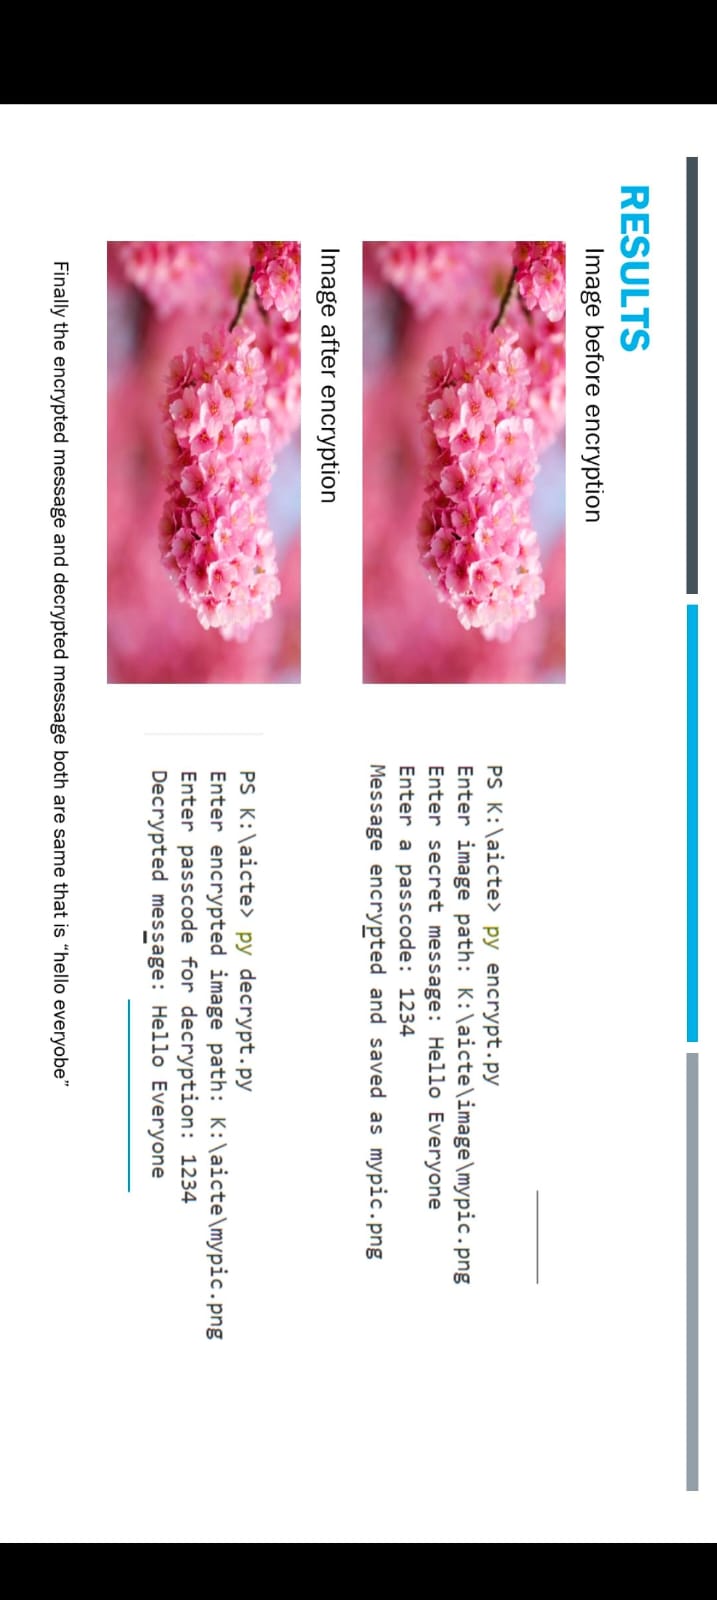 RESULTS
Image before encryption
PS K:\aicte> py encrypt.py
Enter image path: K:\aicte\image\mypic.png
Enter secret message: Hello Everyone
Enter a passcode: 1234
Message encrypted and saved as mypic.png
Image after encryption
PS K:\aicte> py decrypt.py
Enter encrypted image path: K:\aicte\mypic.png
Enter passcode for decryption: 1234
Decrypted message: Hello Everyone
Finally the encrypted message and decrypted message both are same that is “hello everyobe”